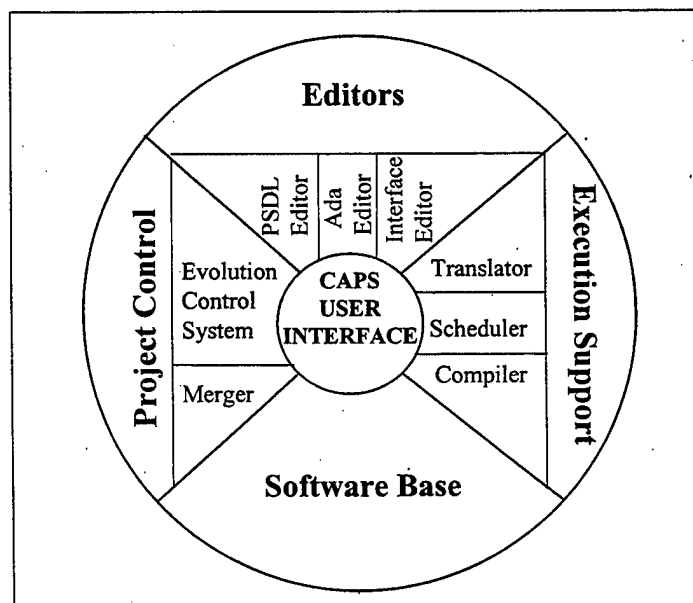 Editors
PSDL
Editor
Ada
Editor
Interface
Editor
Project Control
Evolution
Control
System
Merger
CAPS
USER
INTERFACE
Translator
Scheduler
Compiler
Execution Support
Software Base